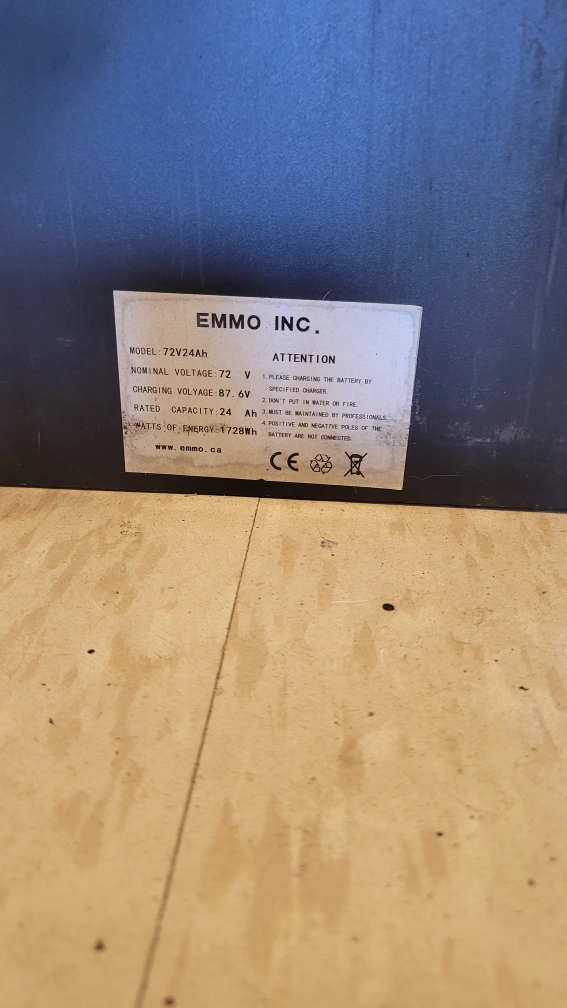 EMMO INC.
MODEL:72V24Ah
NOMINAL VOLTAGE:72 V
CHARGING VOLYAGE:87.6V
RATED CAPACITY:24 Ah
WATTS OF ENERGY:1728Wh
www.emmo.ca
ATTENTION
1.PLEASE CHARGING THE BATTERY BY
SPECIFIED CHARGER.
2.DON'T PUT IN WATER OR FIRE.
3.MUST BE MAINTAINED BY PROFESSIONALS.
4.POSITIVE AND NEGATIVE POLES OF THE
BATTERY ARE NOT CONNECTED.
CE